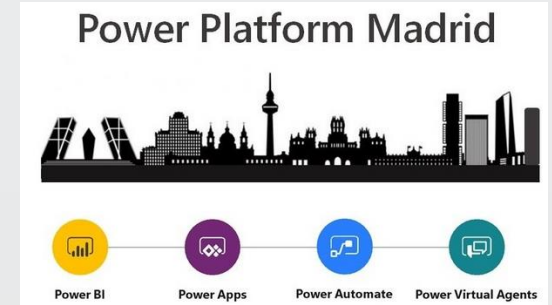 Power Platform Madrid
Power BI
Power Apps
Power Automate
Power Virtual Agents